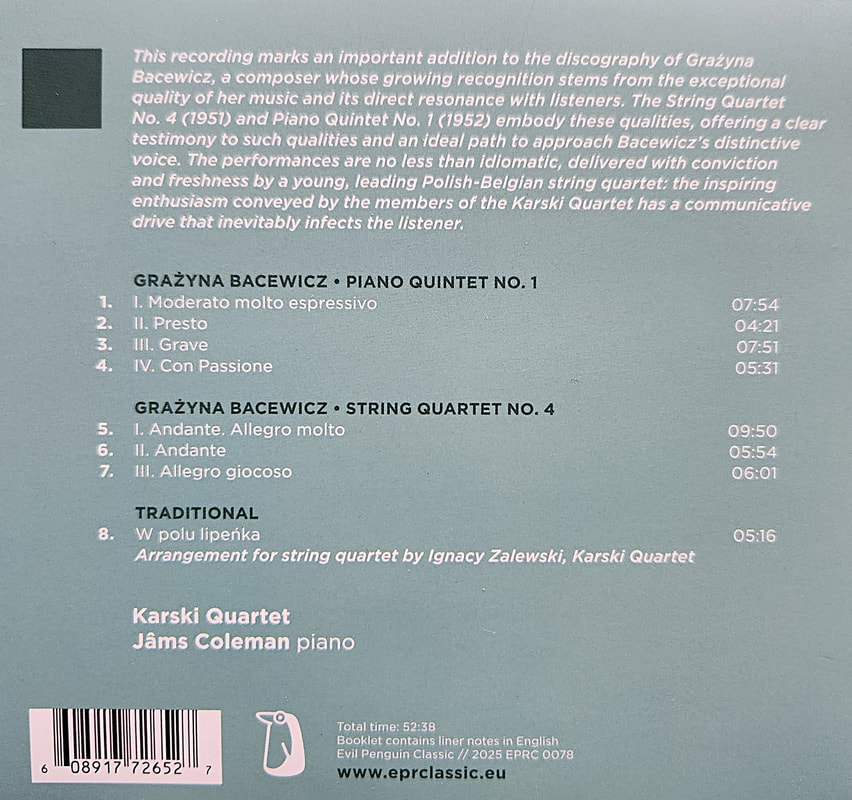 This recording marks an important addition to the discography of Grażyna
Bacewicz, a composer whose growing recognition stems from the exceptional
quality of her music and its direct resonance with listeners. The String Quartet
No. 4 (1951) and Piano Quintet No. 1 (1952) embody these qualities, offering a clear
testimony to such qualities and an ideal path to approach Bacewicz's distinctive
voice. The performances are no less than idiomatic, delivered with conviction
and freshness by a young, leading Polish-Belgian string quartet: the inspiring
enthusiasm conveyed by the members of the Karski Quartet has a communicative
drive that inevitably infects the listener.
GRAŻYNA BACEWICZ • PIANO QUINTET NO. 1
1. I. Moderato molto espressivo 07:54
2. II. Presto 04:21
3. III. Grave 07:51
4. IV. Con Passione 05:31
GRAŻYNA BACEWICZ • STRING QUARTET NO. 4
5. I. Andante. Allegro molto 09:50
6. II. Andante 05:54
7. III. Allegro giocoso 06:01
TRADITIONAL
8. W polu lipeńka 05:16
Arrangement for string quartet by Ignacy Zalewski, Karski Quartet
Karski Quartet
Jâms Coleman piano
Total time: 52:38
Booklet contains liner notes in English
Evil Penguin Classic // 2025 EPRC 0078
www.eprclassic.eu
6 08917 72652 7